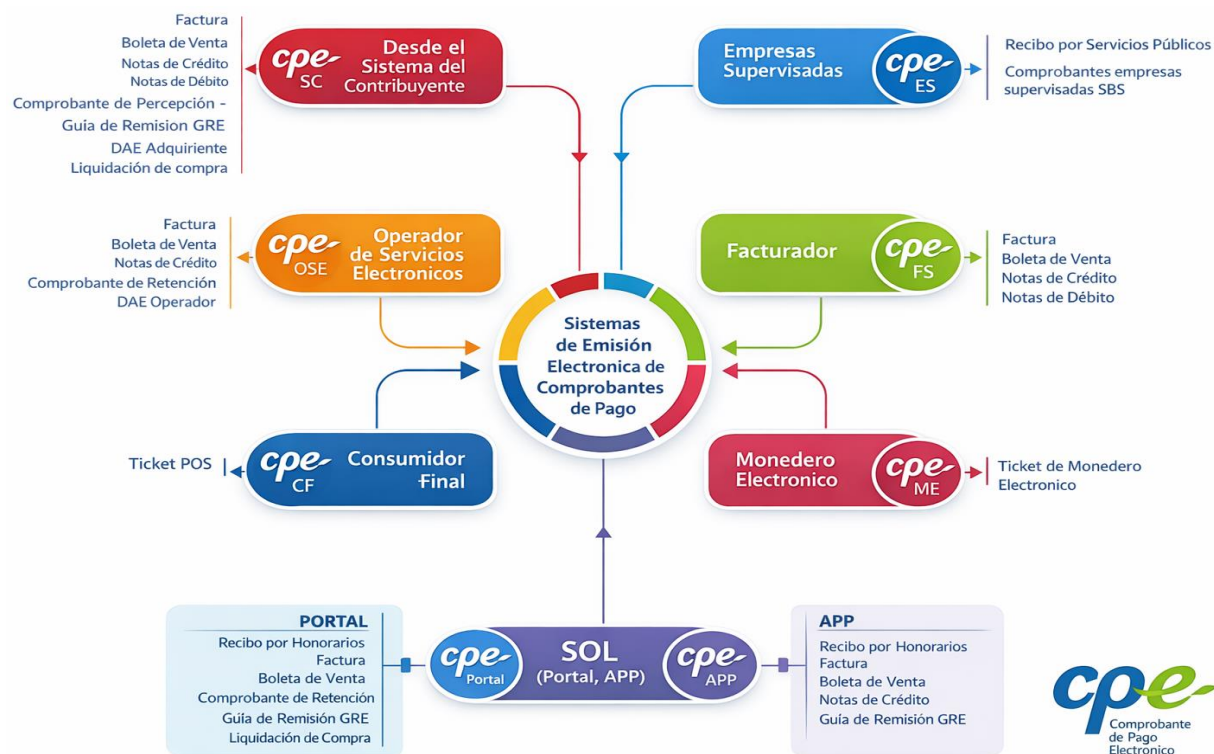 Factura
Boleta de Venta
Notas de Crédito
Notas de Débito
Comprobante de Percepción -
Guía de Remision GRE
DAE Adquiriente
Liquidación de compra
cpe-
SC
Desde el
Sistema del
Contribuyente
Empresas
Supervisadas
cpe-
ES
Recibo por Servicios Públicos
Comprobantes empresas
supervisadas SBS
Factura
Boleta de Venta
Notas de Crédito
Comprobante de Retención
DAE Operador
cpe-
OSE
Operador
de Servicios
Electronicos
Facturador
cpe-
FS
Factura
Boleta de Venta
Notas de Crédito
Notas de Débito
Sistemas
de Emisión
Electronica de
Comprobantes
de Pago
Ticket POS
cpe-
CF
Consumidor
-Final
Monedero
Electronico
cpe-
ME
Ticket de Monedero
Electronico
PORTAL
Recibo por Honorarios
Factura
Boleta de Venta
Comprobante de Retención
Guía de Remisión GRE
Liquidación de Compra
cpe-
Portal
SOL
(Portal, APP)
cpe-
APP
APP
Recibo por Honorarios
Factura
Boleta de Venta
Notas de Crédito
Guía de Remisión GRE
cpe
Comprobante
de Pago
Electronico